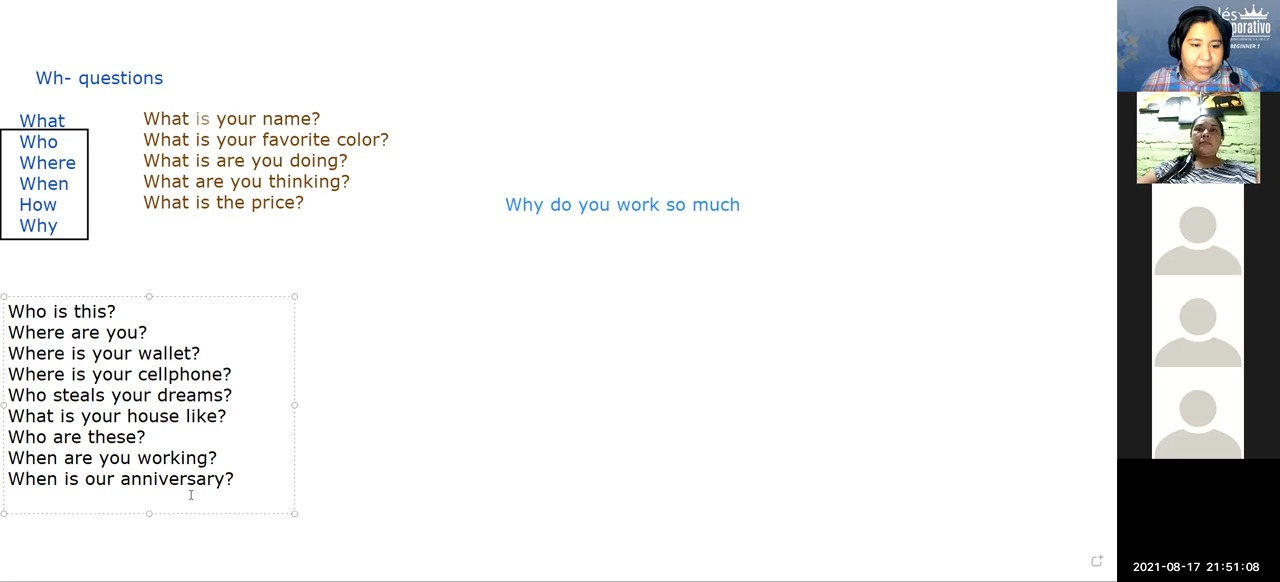 Wh- questions
What
Who
Where
When
How
Why
What is your name?
What is your favorite color?
What is are you doing?
What are you thinking?
What is the price?
Why do you work so much
Who is this?
Where are you?
Where is your wallet?
Where is your cellphone?
Who steals your dreams?
What is your house like?
Who are these?
When are you working?
When is our anniversary?
BEGINNER 1
2021-08-17 21:51:08